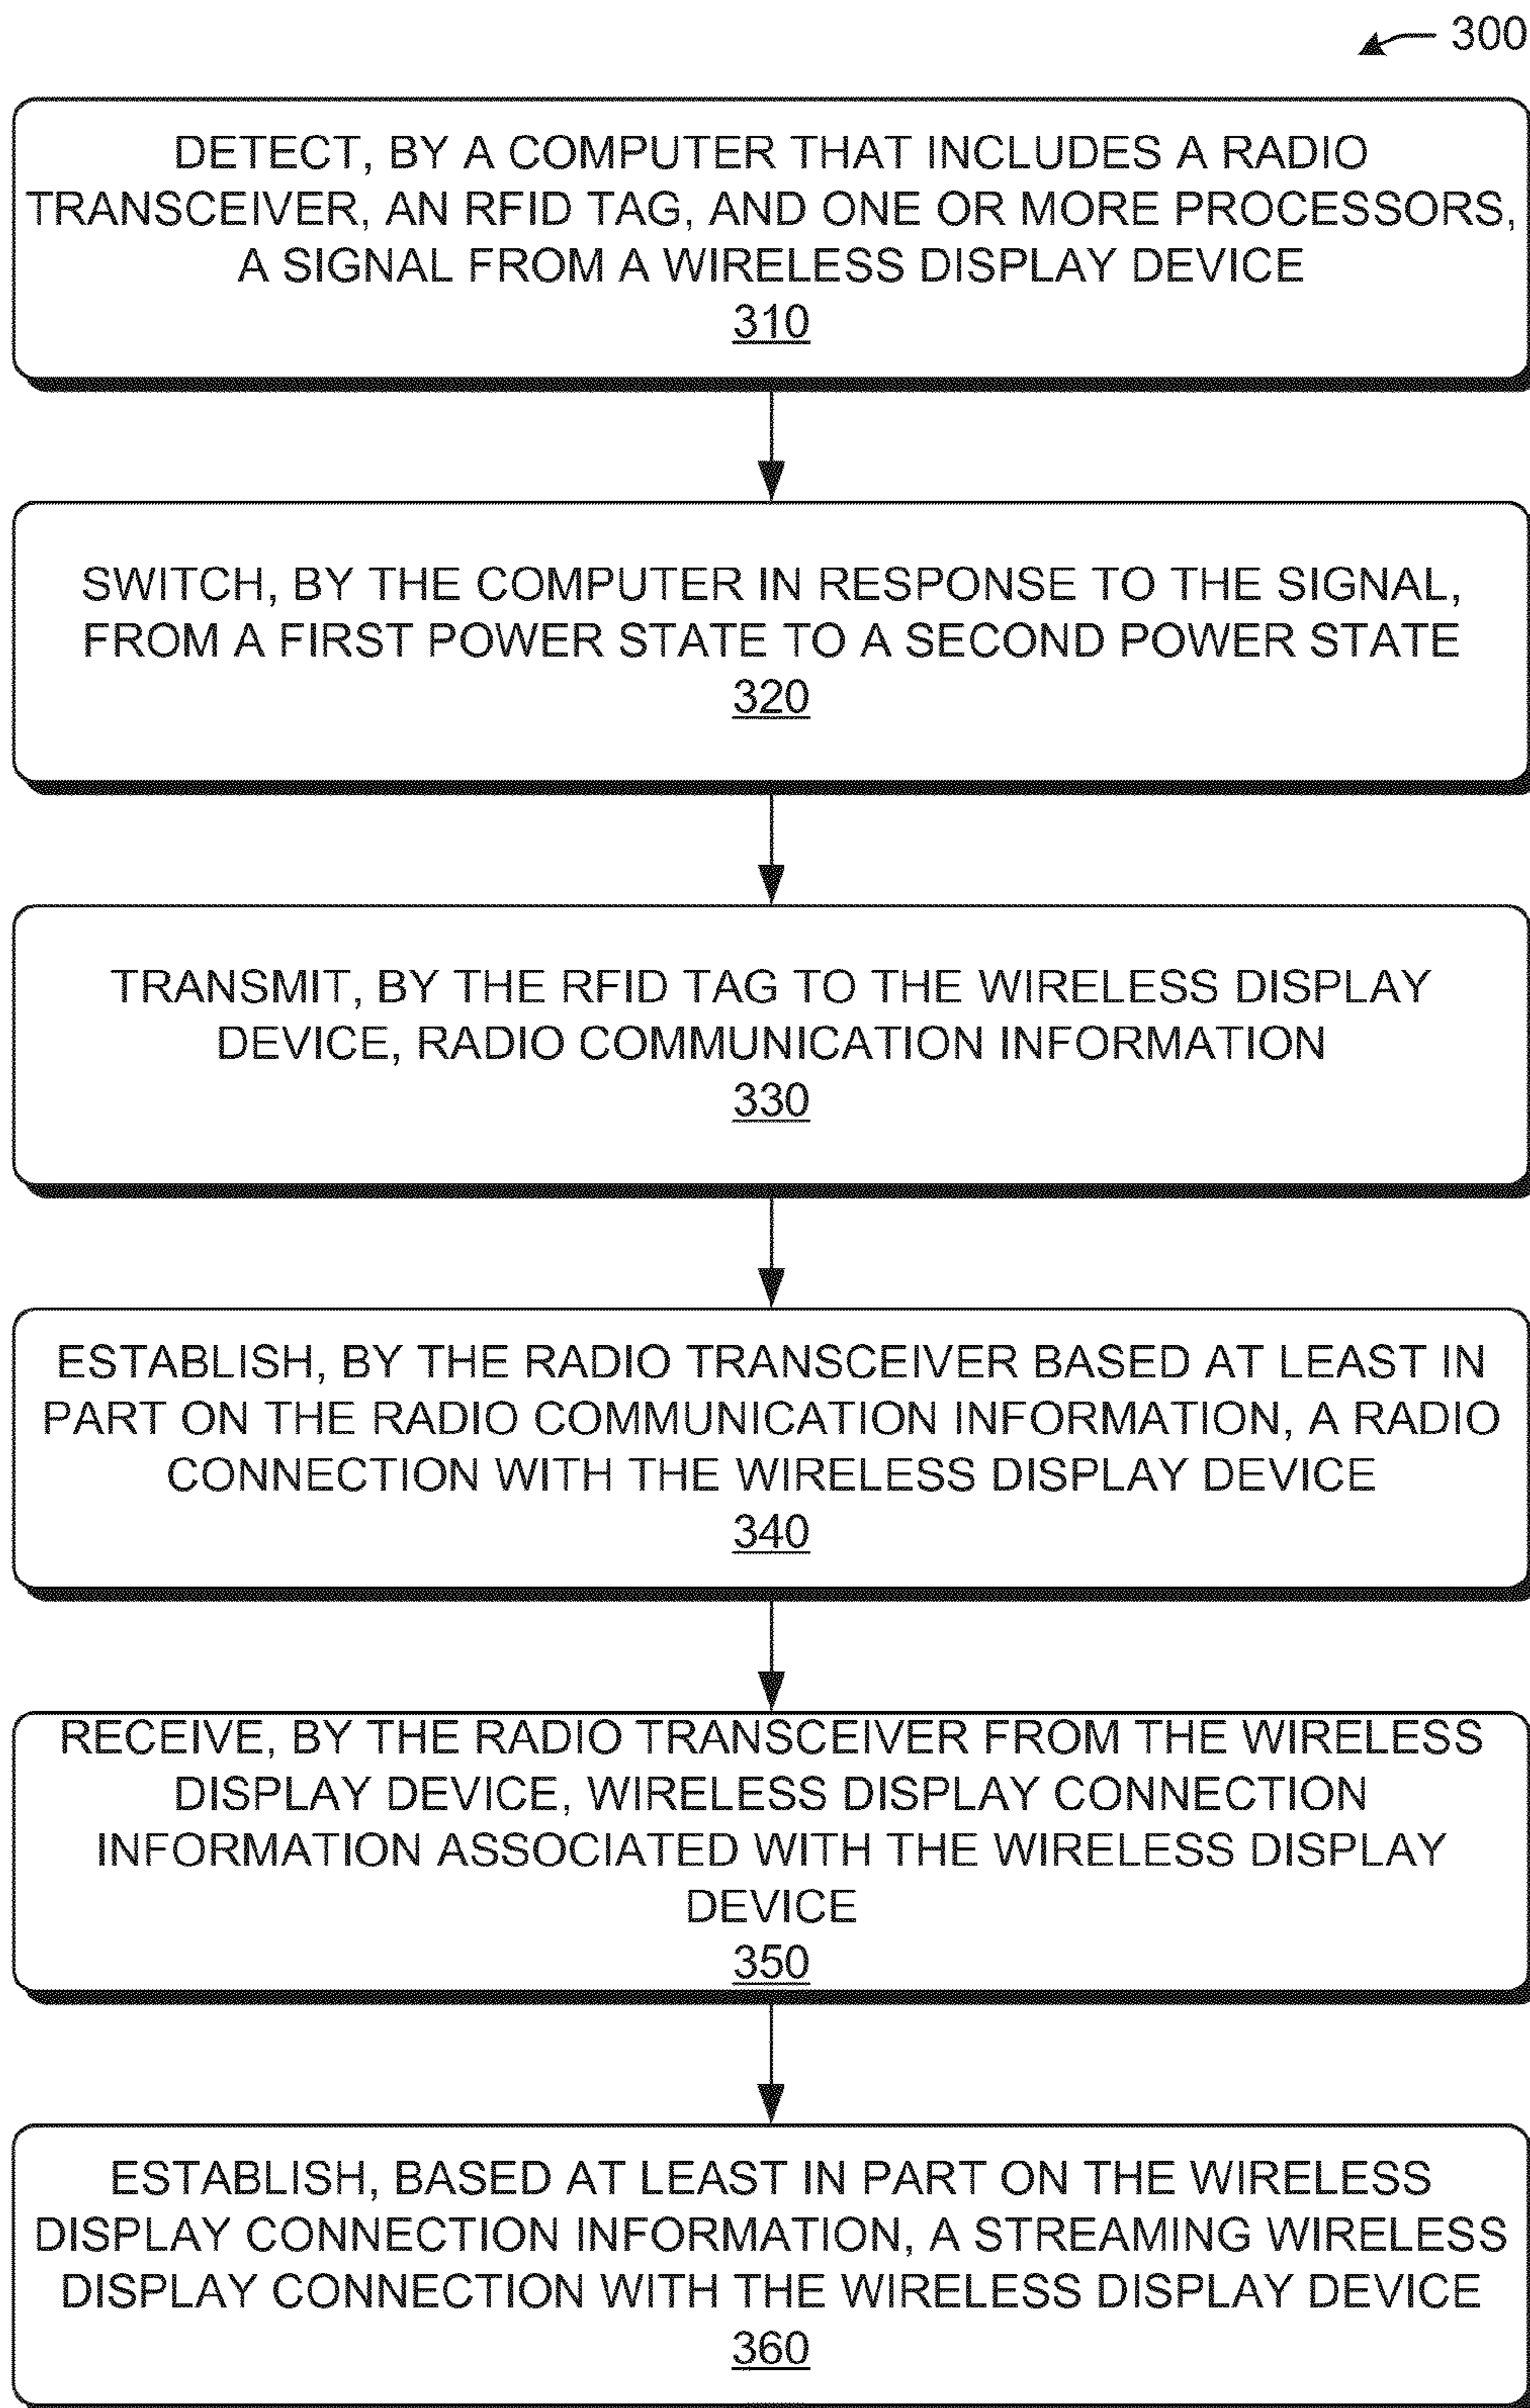 300
DETECT, BY A COMPUTER THAT INCLUDES A RADIO
TRANSCEIVER, AN RFID TAG, AND ONE OR MORE PROCESSORS,
A SIGNAL FROM A WIRELESS DISPLAY DEVICE
310
SWITCH, BY THE COMPUTER IN RESPONSE TO THE SIGNAL,
FROM A FIRST POWER STATE TO A SECOND POWER STATE
320
TRANSMIT, BY THE RFID TAG TO THE WIRELESS DISPLAY
DEVICE, RADIO COMMUNICATION INFORMATION
330
ESTABLISH, BY THE RADIO TRANSCEIVER BASED AT LEAST IN
PART ON THE RADIO COMMUNICATION INFORMATION, A RADIO
CONNECTION WITH THE WIRELESS DISPLAY DEVICE
340
RECEIVE, BY THE RADIO TRANSCEIVER FROM THE WIRELESS
DISPLAY DEVICE, WIRELESS DISPLAY CONNECTION
INFORMATION ASSOCIATED WITH THE WIRELESS DISPLAY
DEVICE
350
ESTABLISH, BASED AT LEAST IN PART ON THE WIRELESS
DISPLAY CONNECTION INFORMATION, A STREAMING WIRELESS
DISPLAY CONNECTION WITH THE WIRELESS DISPLAY DEVICE
360